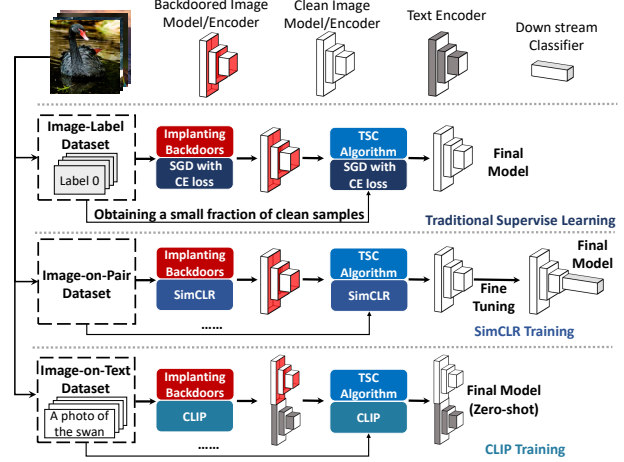 Backdoored Image
Model/Encoder
Clean Image
Model/Encoder
Text Encoder
Down stream
Classifier
Image-Label
Dataset
Label 0
Implanting
Backdoors
SGD with
CE loss
TSC
Algorithm
SGD with
CE loss
Final
Model
Obtaining a small fraction of clean samples
Traditional Supervise Learning
Image-on-Pair
Dataset
Implanting
Backdoors
SimCLR
TSC
Algorithm
SimCLR
Fine
Tuning
Final
Model
......
SimCLR Training
Image-on-Text
Dataset
A photo of
the swan
Implanting
Backdoors
CLIP
TSC
Algorithm
CLIP
Final Model
(Zero-shot)
......
CLIP Training